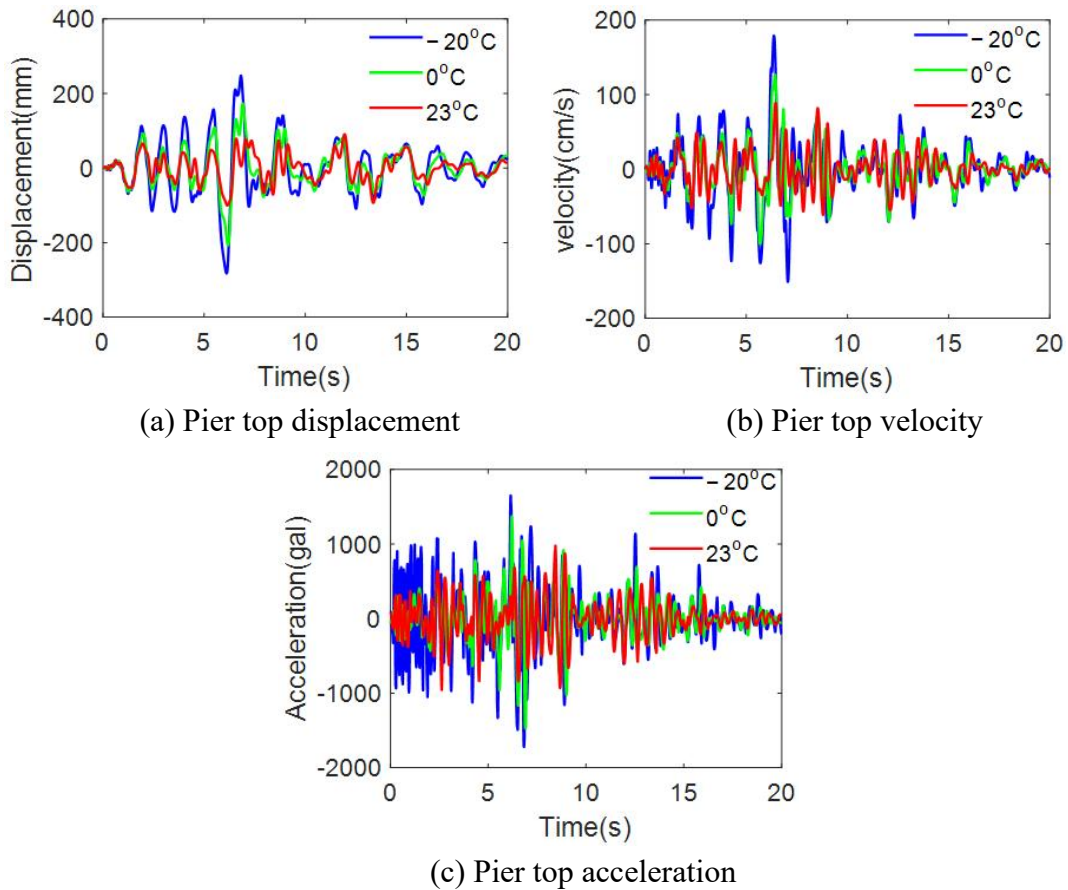 400
200
0
-200
-400
Displacement(mm)
− 20°C
0°C
23°C
0 5 10 15 20
Time(s)
(a) Pier top displacement
200
100
0
-100
-200
velocity(cm/s)
− 20°C
0°C
23°C
0 5 10 15 20
Time(s)
(b) Pier top velocity
2000
1000
0
-1000
-2000
Acceleration(gal)
− 20°C
0°C
23°C
0 5 10 15 20
Time(s)
(c) Pier top acceleration